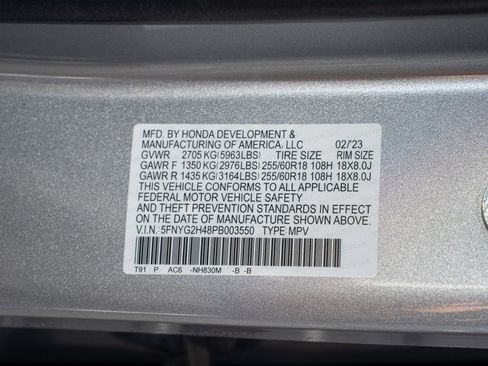 MFD. BY HONDA DEVELOPMENT &
MANUFACTURING OF AMERICA, LLC 02/'23
GVWR 2705 KG (5963LBS) TIRE SIZE RIM SIZE
GAWR F 1350 KG (2976LBS) 255/60R18 108H 18X8.0J
GAWR R 1435 KG (3164LBS) 255/60R18 108H 18X8.0J
THIS VEHICLE CONFORMS TO ALL APPLICABLE
FEDERAL MOTOR VEHICLE SAFETY
AND THEFT PREVENTION STANDARDS IN EFFECT
ON THE DATE OF MANUFACTURE SHOWN ABOVE.
V.I.N.: 5FNYG2H48PB003550 TYPE: MPV
T91 P AC6 -NH830M -B -B